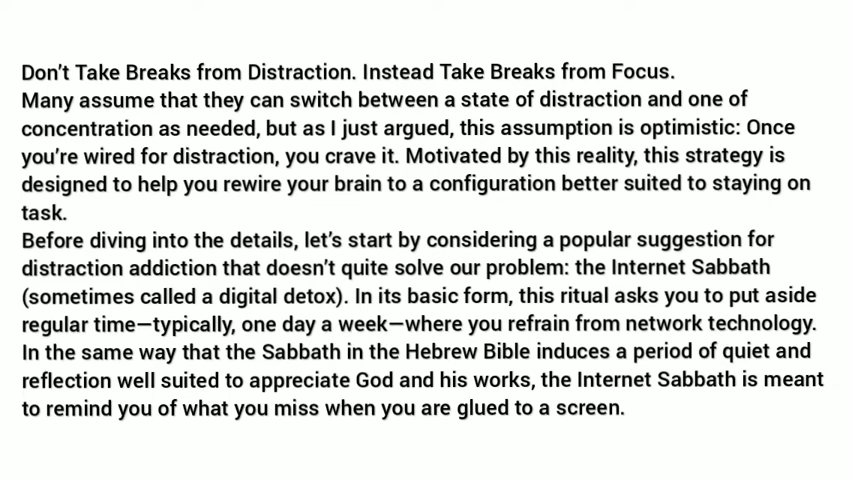 Don’t Take Breaks from Distraction. Instead Take Breaks from Focus.
Many assume that they can switch between a state of distraction and one of
concentration as needed, but as I just argued, this assumption is optimistic: Once
you’re wired for distraction, you crave it. Motivated by this reality, this strategy is
designed to help you rewire your brain to a configuration better suited to staying on
task.
Before diving into the details, let’s start by considering a popular suggestion for
distraction addiction that doesn’t quite solve our problem: the Internet Sabbath
(sometimes called a digital detox). In its basic form, this ritual asks you to put aside
regular time—typically, one day a week—where you refrain from network technology.
In the same way that the Sabbath in the Hebrew Bible induces a period of quiet and
reflection well suited to appreciate God and his works, the Internet Sabbath is meant
to remind you of what you miss when you are glued to a screen.